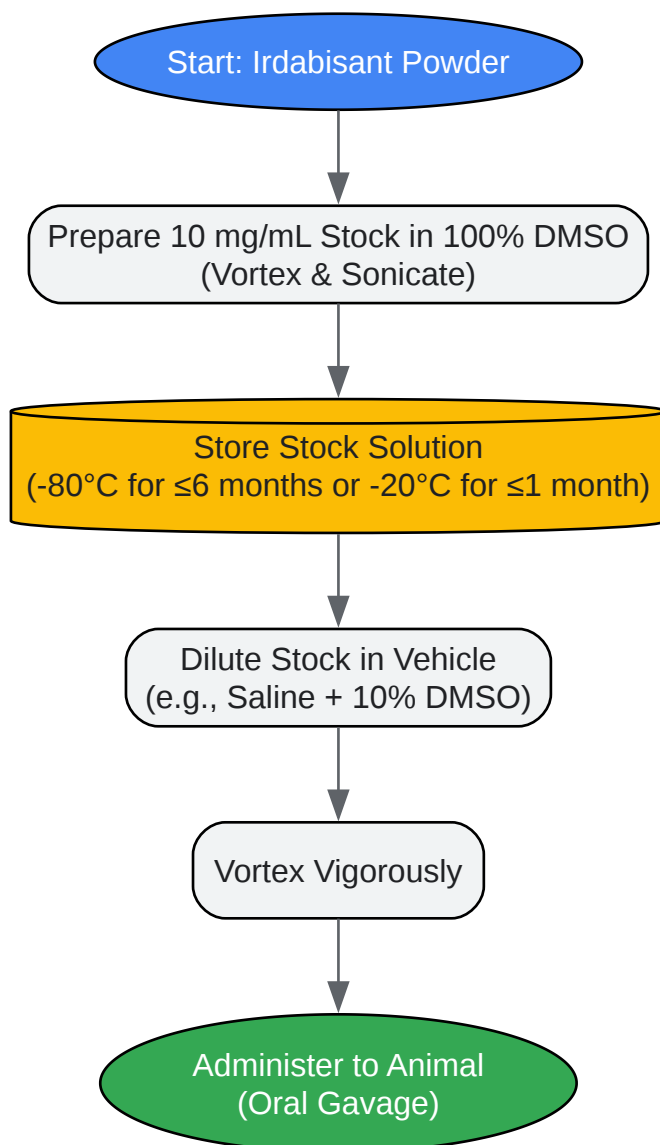 Start: Irdabisant Powder
Prepare 10 mg/mL Stock in 100% DMSO
(Vortex & Sonicate)
Store Stock Solution
(-80°C for ≤6 months or -20°C for ≤1 month)
Dilute Stock in Vehicle
(e.g., Saline + 10% DMSO)
Vortex Vigorously
Administer to Animal
(Oral Gavage)